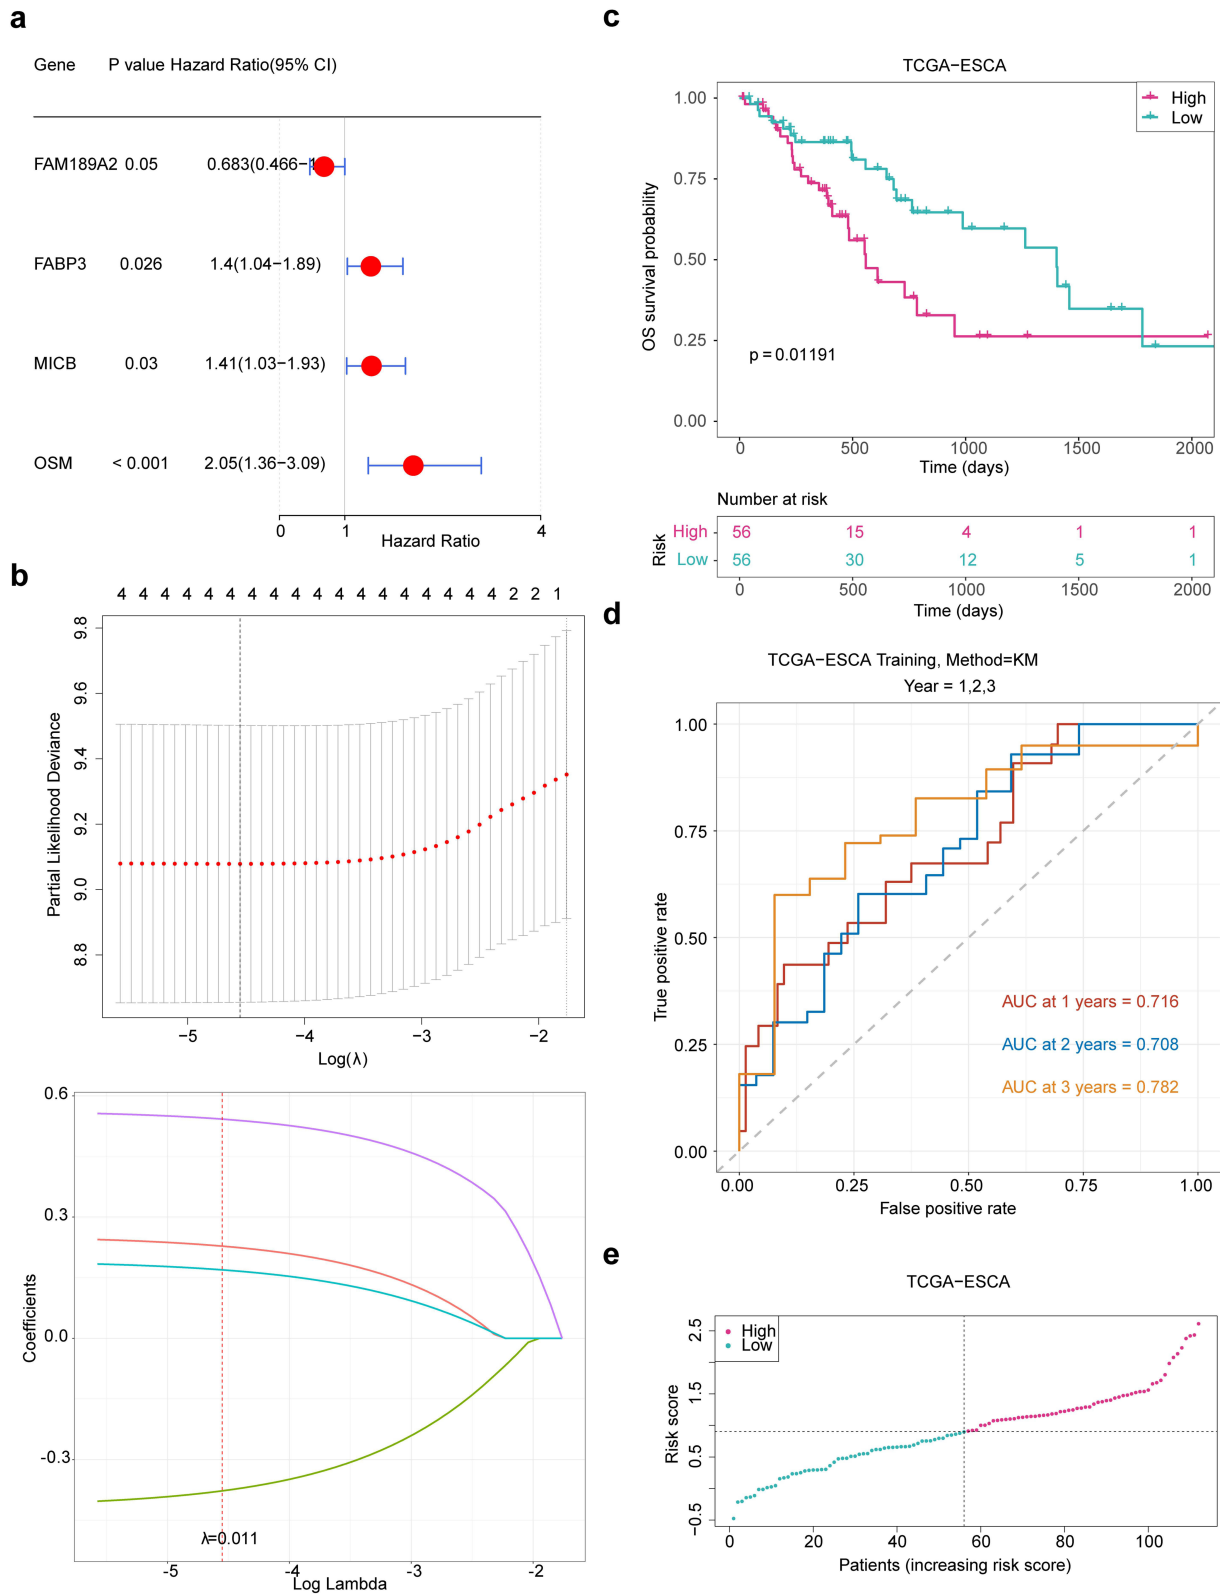 a
Gene P value Hazard Ratio(95% CI)
FAM189A2 0.05 0.683(0.466−
FABP3 0.026 1.4(1.04−1.89)
MICB 0.03 1.41(1.03−1.93)
OSM < 0.001 2.05(1.36−3.09)
0 1 4
Hazard Ratio
b
4 4 4 4 4 4 4 4 4 4 4 4 4 4 4 4 4 4 2 2 1
9.8
9.6
9.4
9.2
9.0
8.8
Partial Likelihood Deviance
−5 −4 −3 −2
Log(λ)
0.6
0.3
0.0
-0.3
Coefficients
λ=0.011
-5 -4 -3 -2
Log Lambda
c
TCGA−ESCA
High
Low
1.00
0.75
0.50
0.25
0.00
OS survival probability
p = 0.01191
0 500 1000 1500 2000
Time (days)
Number at risk
Risk
High 56 15 4 1 1
Low 56 30 12 5 1
0 500 1000 1500 2000
Time (days)
d
TCGA−ESCA Training, Method=KM
Year = 1,2,3
1.00
0.75
0.50
0.25
0.00
True positive rate
AUC at 1 years = 0.716
AUC at 2 years = 0.708
AUC at 3 years = 0.782
0.00 0.25 0.50 0.75 1.00
False positive rate
e
TCGA−ESCA
High
Low
2.5
1.5
0.5
−0.5
Risk score
0 20 40 60 80 100
Patients (increasing risk score)